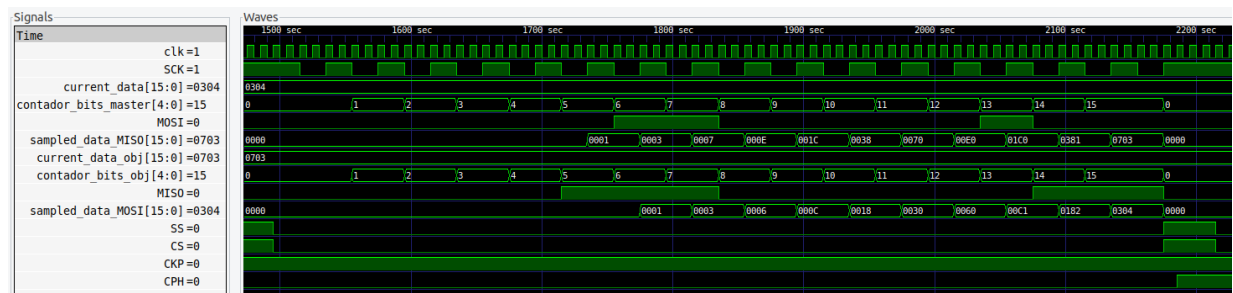 Signals
Waves
Time
1500 sec 1600 sec 1700 sec 1800 sec 1900 sec 2000 sec 2100 sec 2200 sec
clk=1
SCK=1
current_data[15:0]=0304 0304
contador_bits_master[4:0]=15 0 1 2 3 4 5 6 7 8 9 10 11 12 13 14 15 0
MOSI=0
sampled_data_MISO[15:0]=0703 0000 0001 0003 0007 000E 001C 0038 0070 00E0 01C0 0381 0703 0000
current_data_obj[15:0]=0703 0703
contador_bits_obj[4:0]=15 0 1 2 3 4 5 6 7 8 9 10 11 12 13 14 15 0
MISO=0
sampled_data_MOSI[15:0]=0304 0000 0001 0003 0006 000C 0018 0030 0060 00C1 0182 0304 0000
SS=0
CS=0
CKP=0
CPH=0